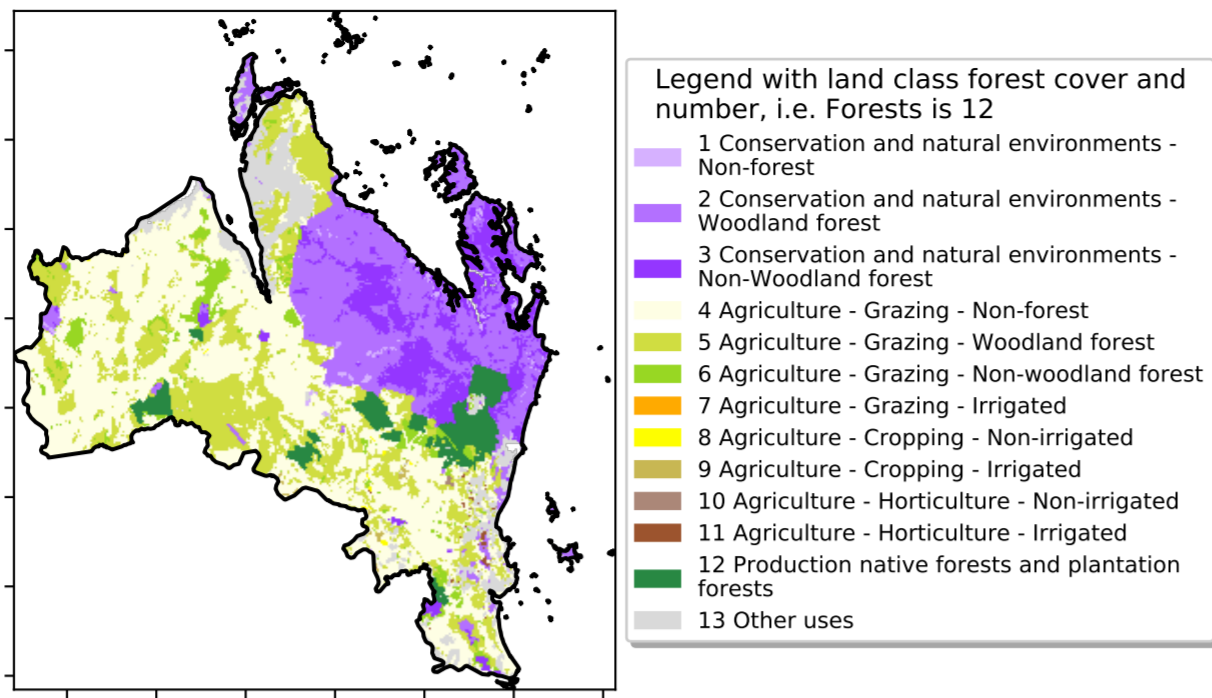 Legend with land class forest cover and
number, i.e. Forests is 12
1 Conservation and natural environments -
Non-forest
2 Conservation and natural environments -
Woodland forest
3 Conservation and natural environments -
Non-Woodland forest
4 Agriculture - Grazing - Non-forest
5 Agriculture - Grazing - Woodland forest
6 Agriculture - Grazing - Non-woodland forest
7 Agriculture - Grazing - Irrigated
8 Agriculture - Cropping - Non-irrigated
9 Agriculture - Cropping - Irrigated
10 Agriculture - Horticulture - Non-irrigated
11 Agriculture - Horticulture - Irrigated
12 Production native forests and plantation
forests
13 Other uses